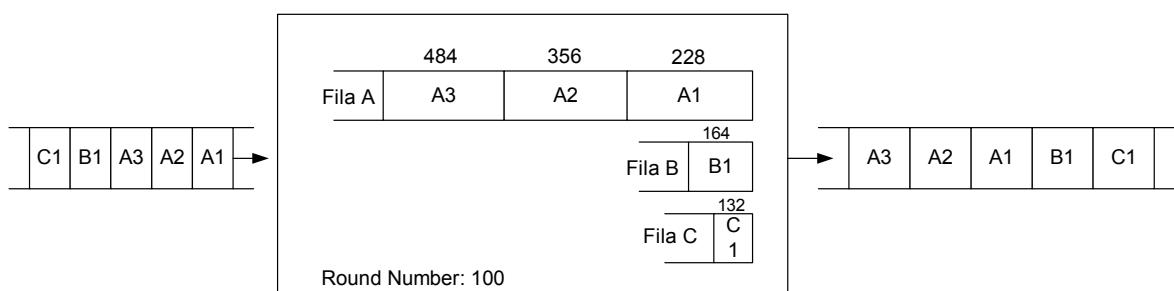 484 356 228
Fila A A3 A2 A1
164
C1 B1 A3 A2 A1
Fila B B1
A3 A2 A1 B1 C1
132
Fila C C
1
Round Number: 100